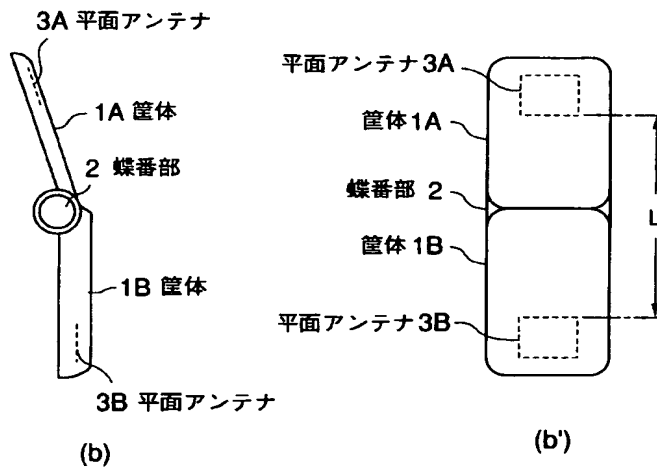 3A 平面アンテナ
1A 筐体
2 蝶番部
1B 筐体
3B 平面アンテナ
(b)
平面アンテナ 3A
筐体 1A
蝶番部 2
筐体 1B
平面アンテナ 3B
L
(b')